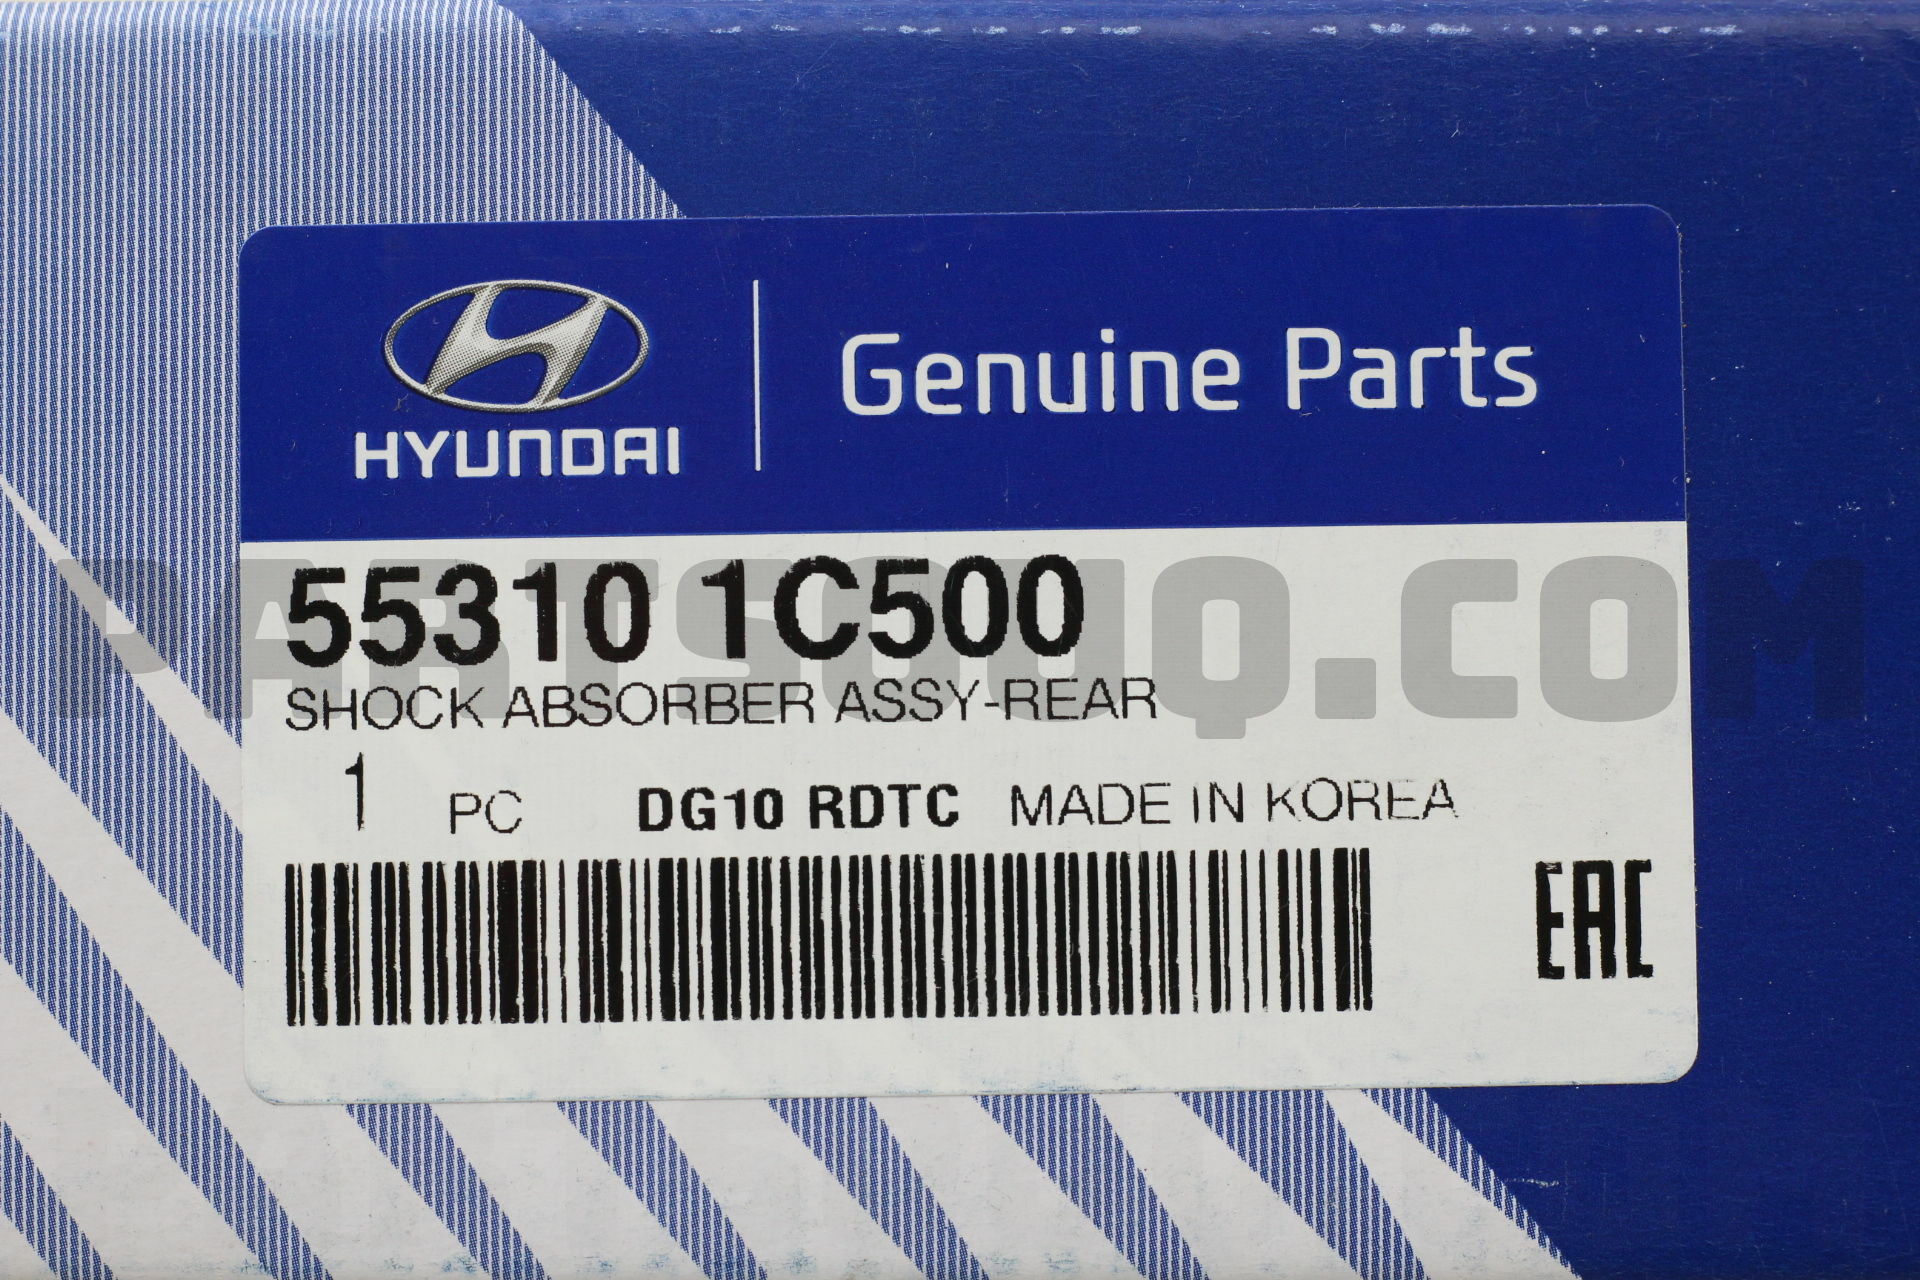 HYUNDAI
Genuine Parts
55310 1C500
SHOCK ABSORBER ASSY-REAR
1 PC DG10 RDTC MADE IN KOREA
EAC
PARTSOUQ.COM